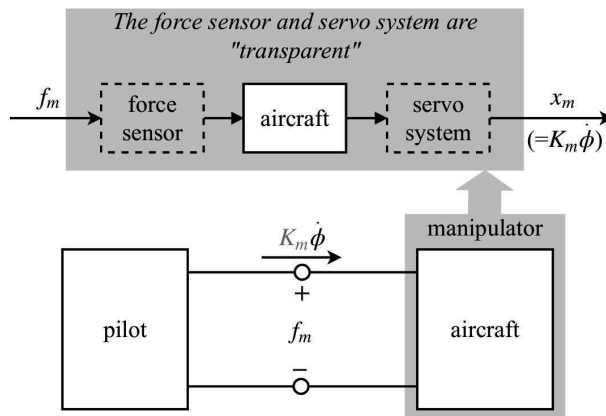 The force sensor and servo system are
"transparent"
f_m
force
sensor
aircraft
servo
system
x_m
(=K_m ϕ̇)
manipulator
K_m ϕ̇
+
pilot
f_m
aircraft
−